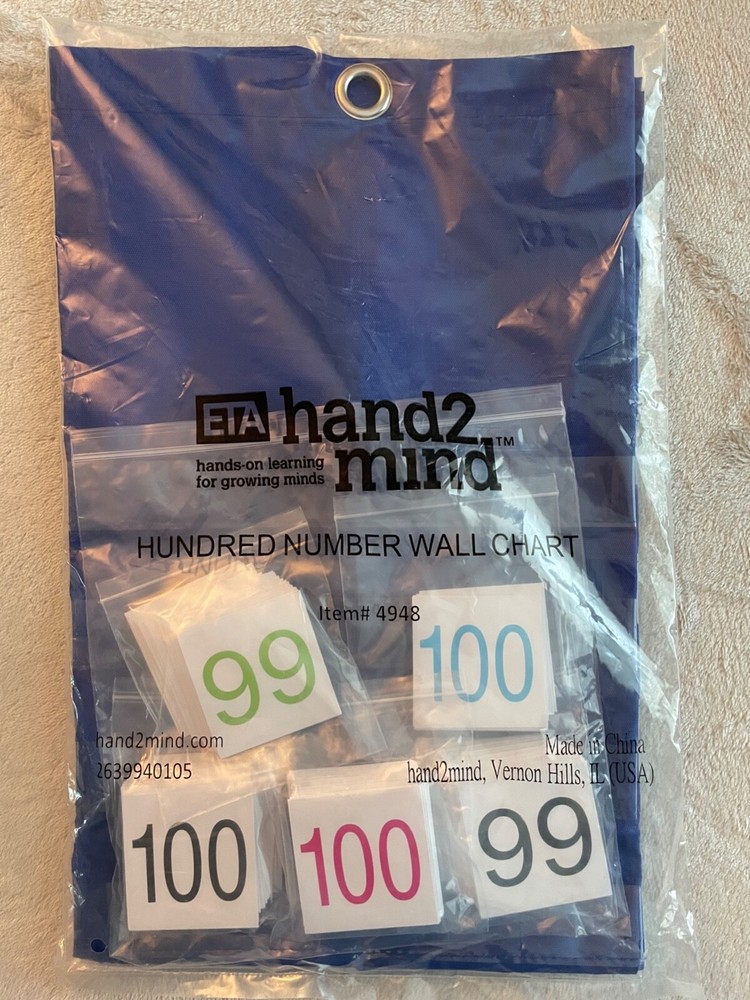 ETA hand2
mind™
hands-on learning
for growing minds
HUNDRED NUMBER WALL CHART
Item# 4948
99
100
hand2mind.com
2639940105
Made in China
hand2mind, Vernon Hills, IL (USA)
100
100
99